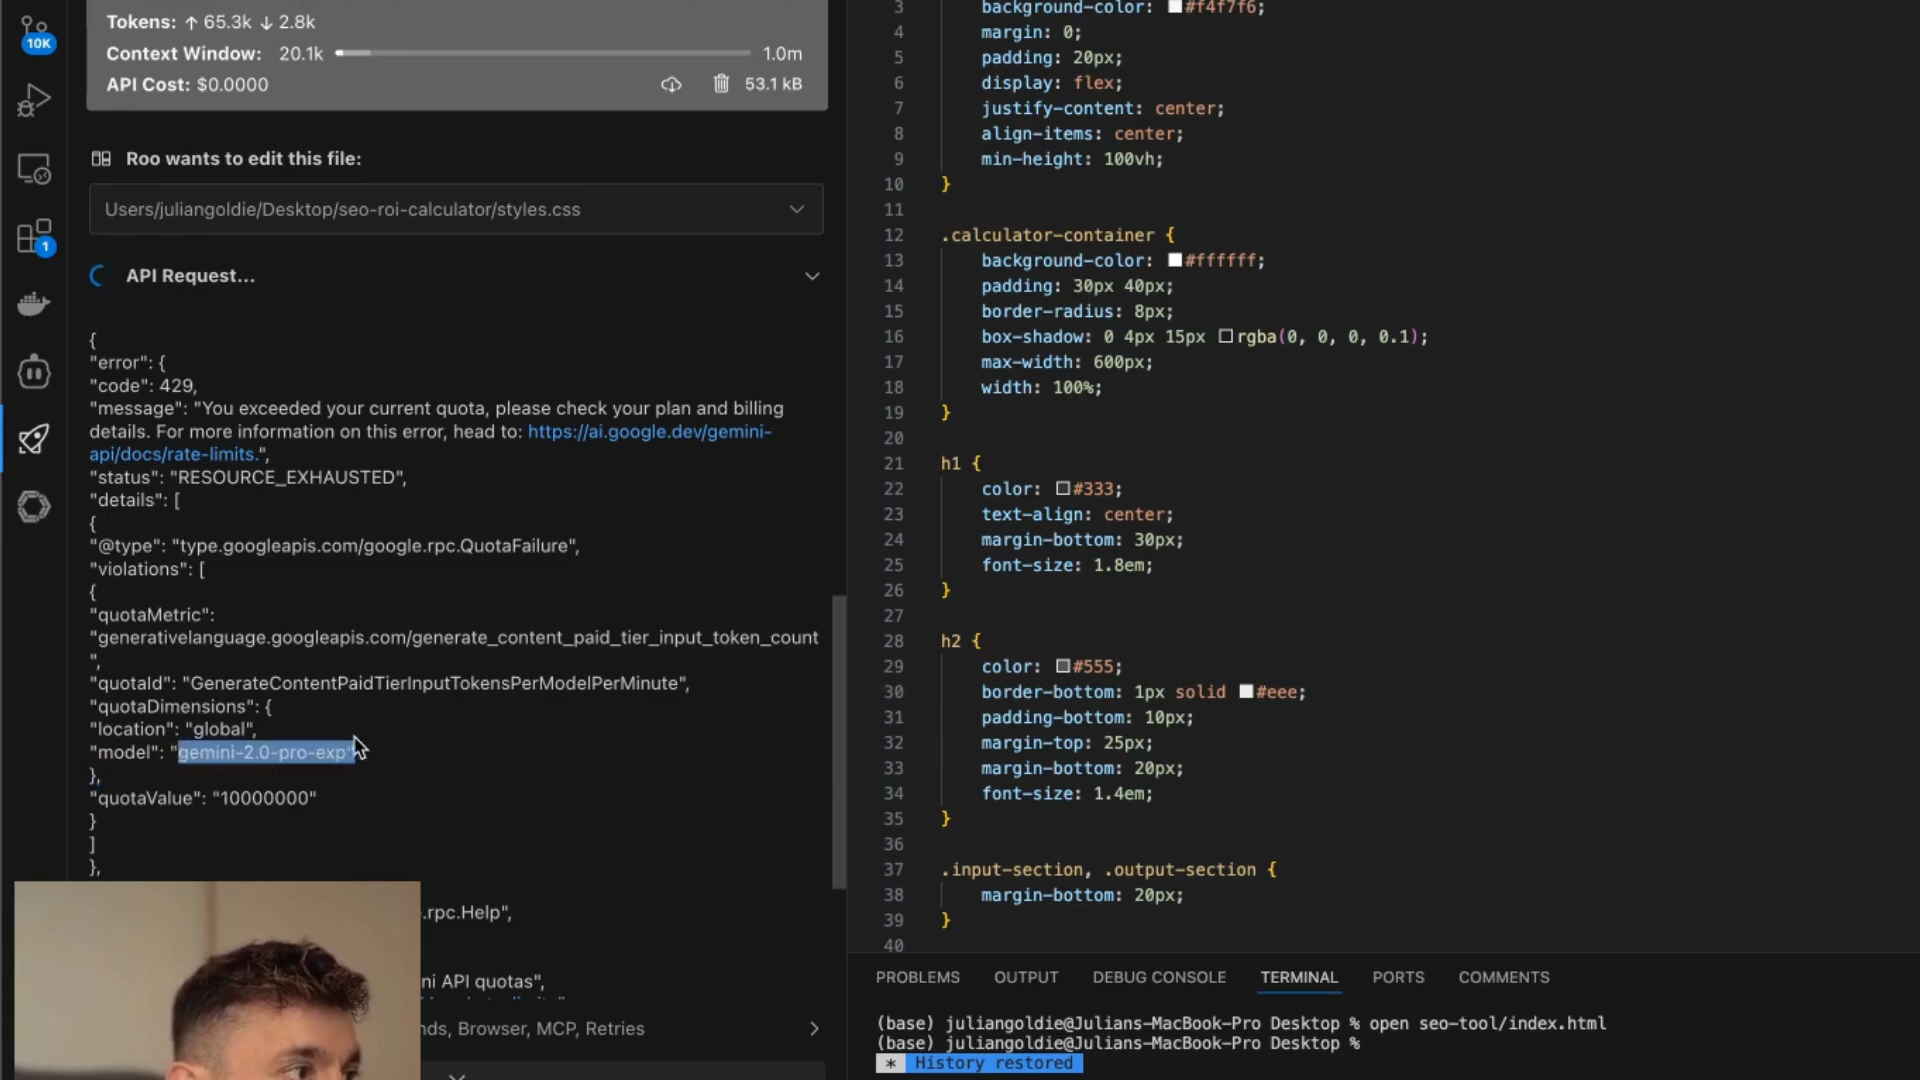 10K
1
Tokens: ↑ 65.3k ↓ 2.8k
Context Window: 20.1k 1.0m
API Cost: $0.0000 53.1 kB
Roo wants to edit this file:
Users/juliangoldie/Desktop/seo-roi-calculator/styles.css
API Request...
{
"error": {
"code": 429,
"message": "You exceeded your current quota, please check your plan and billing
details. For more information on this error, head to: https://ai.google.dev/gemini-
api/docs/rate-limits.",
"status": "RESOURCE_EXHAUSTED",
"details": [
{
"@type": "type.googleapis.com/google.rpc.QuotaFailure",
"violations": [
{
"quotaMetric":
"generativelanguage.googleapis.com/generate_content_paid_tier_input_token_count
",
"quotaId": "GenerateContentPaidTierInputTokensPerModelPerMinute",
"quotaDimensions": {
"location": "global",
"model": "gemini-2.0-pro-exp"
},
"quotaValue": "10000000"
}
]
},
.rpc.Help",
ni API quotas",
nds, Browser, MCP, Retries
3 background-color: #f4f7f6;
4 margin: 0;
5 padding: 20px;
6 display: flex;
7 justify-content: center;
8 align-items: center;
9 min-height: 100vh;
10 }
11
12 .calculator-container {
13 background-color: #ffffff;
14 padding: 30px 40px;
15 border-radius: 8px;
16 box-shadow: 0 4px 15px rgba(0, 0, 0, 0.1);
17 max-width: 600px;
18 width: 100%;
19 }
20
21 h1 {
22 color: #333;
23 text-align: center;
24 margin-bottom: 30px;
25 font-size: 1.8em;
26 }
27
28 h2 {
29 color: #555;
30 border-bottom: 1px solid #eee;
31 padding-bottom: 10px;
32 margin-top: 25px;
33 margin-bottom: 20px;
34 font-size: 1.4em;
35 }
36
37 .input-section, .output-section {
38 margin-bottom: 20px;
39 }
40
PROBLEMS OUTPUT DEBUG CONSOLE TERMINAL PORTS COMMENTS
(base) juliangoldie@Julians-MacBook-Pro Desktop % open seo-tool/index.html
(base) juliangoldie@Julians-MacBook-Pro Desktop %
* History restored